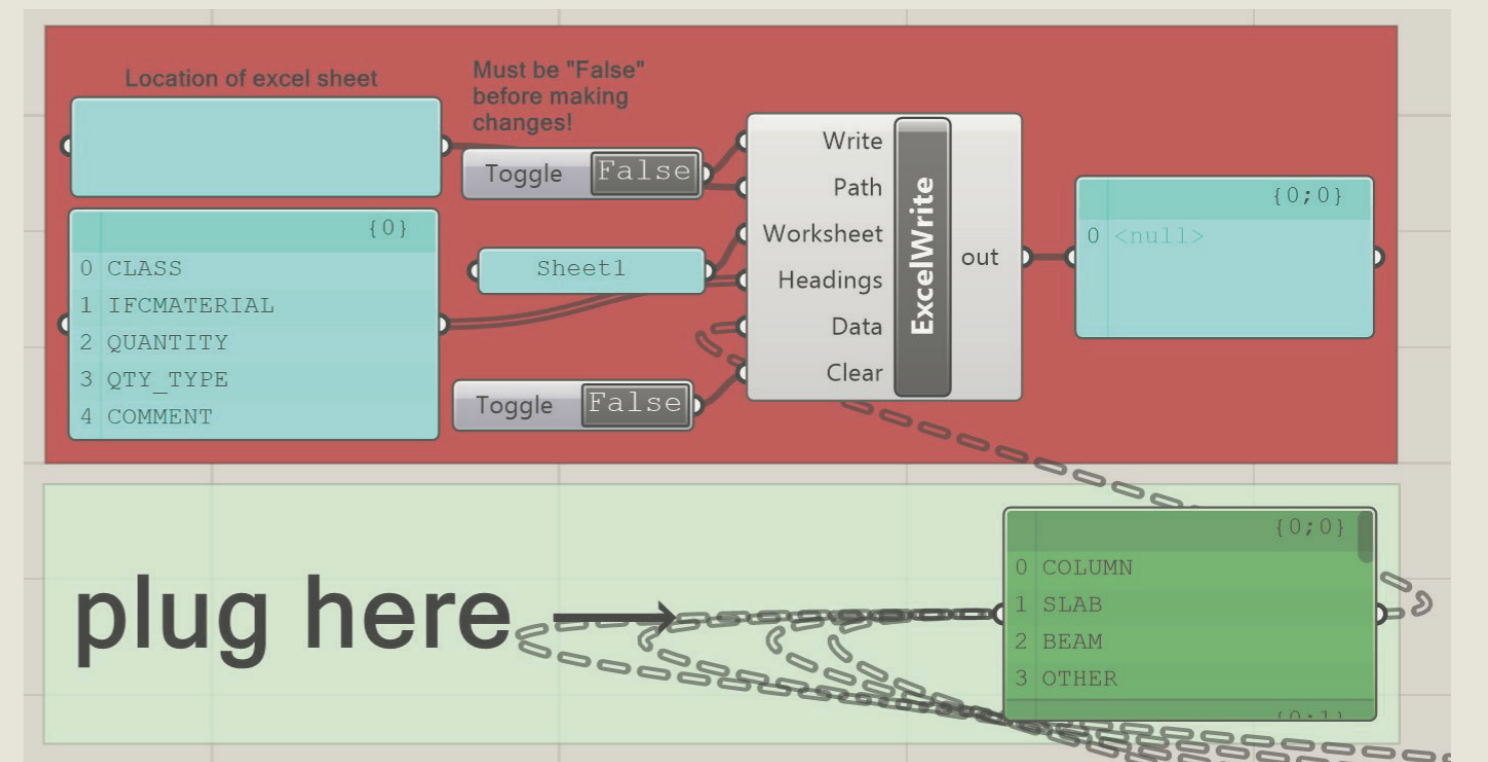 Location of excel sheet
Must be "False"
before making
changes!
Toggle False
{0}
0 CLASS
1 IFCMATERIAL
2 QUANTITY
3 QTY_TYPE
4 COMMENT
Sheet1
Toggle False
Write
Path
Worksheet
Headings
Data
Clear
ExcelWrite
out
{0;0}
0 <null>
plug here
{0;0}
0 COLUMN
1 SLAB
2 BEAM
3 OTHER
{0;1}